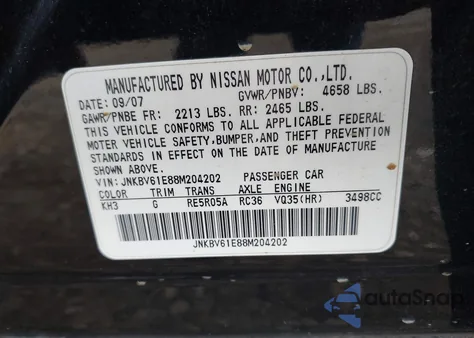 MANUFACTURED BY NISSAN MOTOR CO.,LTD.
DATE: 09/07 GVWR/PNBV: 4658 LBS.
GAWR/PNBE FR: 2213 LBS. RR: 2465 LBS.
THIS VEHICLE CONFORMS TO ALL APPLICABLE FEDERAL
MOTOR VEHICLE SAFETY,BUMPER,AND THEFT PREVENTION
STANDARDS IN EFFECT ON THE DATE OF MANUFACTURE
SHOWN ABOVE.
VIN: JNKBV61E88M204202 PASSENGER CAR
COLOR TRIM TRANS AXLE ENGINE
KH3 G RE5R05A RC36 VQ35(HR) 3498CC
JNKBV61E88M204202
autoSnap